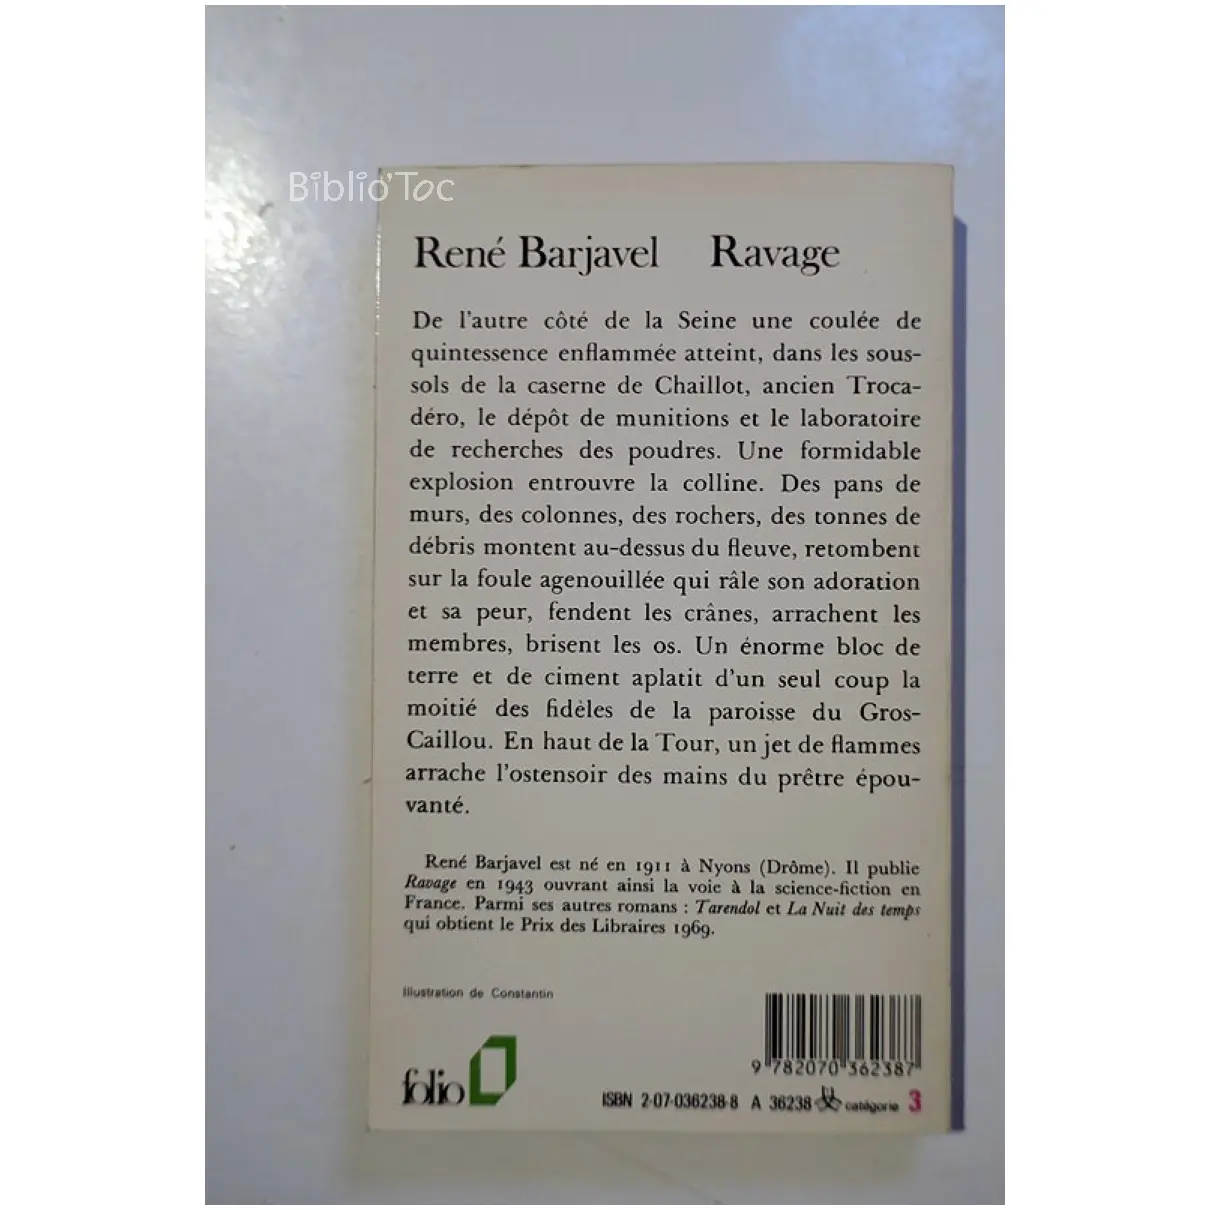 Biblio'Toc
René Barjavel Ravage
De l'autre côté de la Seine une coulée de
quintessence enflammée atteint, dans les sous-
sols de la caserne de Chaillot, ancien Troca-
déro, le dépôt de munitions et le laboratoire
de recherches des poudres. Une formidable
explosion entrouvre la colline. Des pans de
murs, des colonnes, des rochers, des tonnes de
débris montent au-dessus du fleuve, retombent
sur la foule agenouillée qui râle son adoration
et sa peur, fendent les crânes, arrachent les
membres, brisent les os. Un énorme bloc de
terre et de ciment aplatit d'un seul coup la
moitié des fidèles de la paroisse du Gros-
Caillou. En haut de la Tour, un jet de flammes
arrache l'ostensoir des mains du prêtre épou-
vanté.
René Barjavel est né en 1911 à Nyons (Drôme). Il publie
Ravage en 1943 ouvrant ainsi la voie à la science-fiction en
France. Parmi ses autres romans : Tarendol et La Nuit des temps
qui obtient le Prix des Libraires 1969.
Illustration de Constantin
9 782070 362387
folio
ISBN 2-07-036238-8 A 36238 catégorie 3